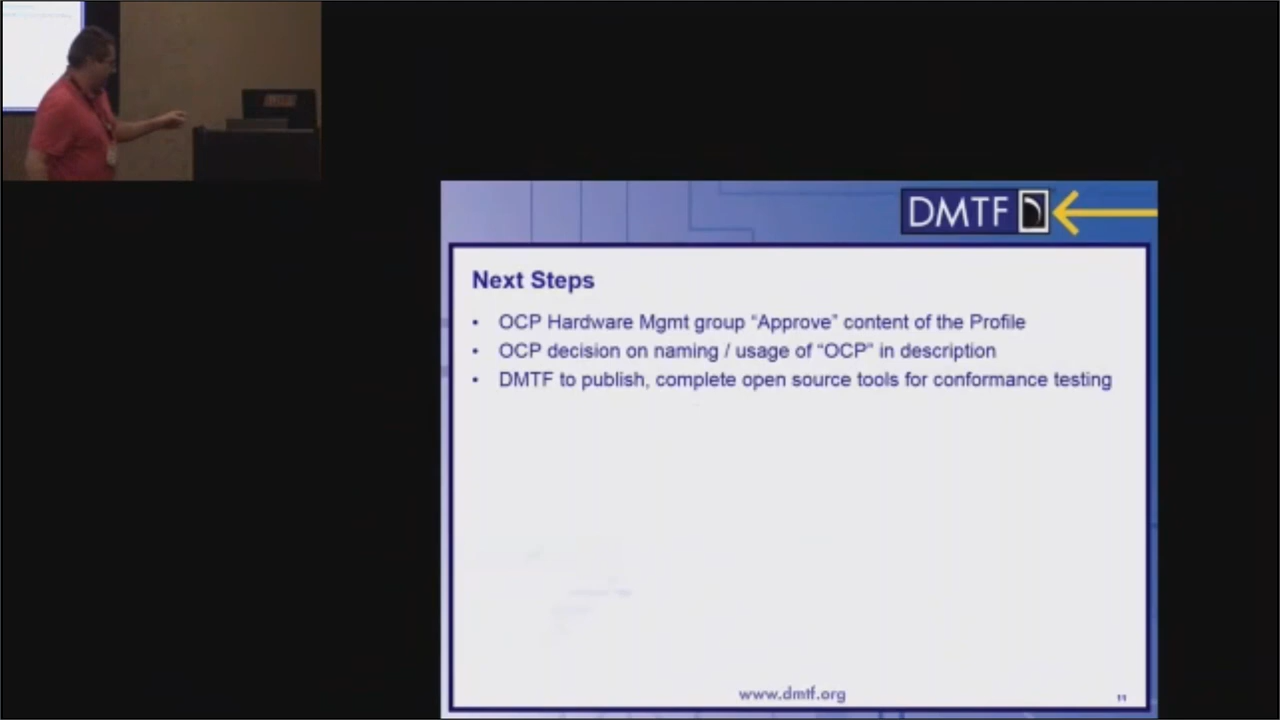 DMTF
Next Steps
• OCP Hardware Mgmt group “Approve” content of the Profile
• OCP decision on naming / usage of “OCP” in description
• DMTF to publish, complete open source tools for conformance testing
www.dmtf.org
11